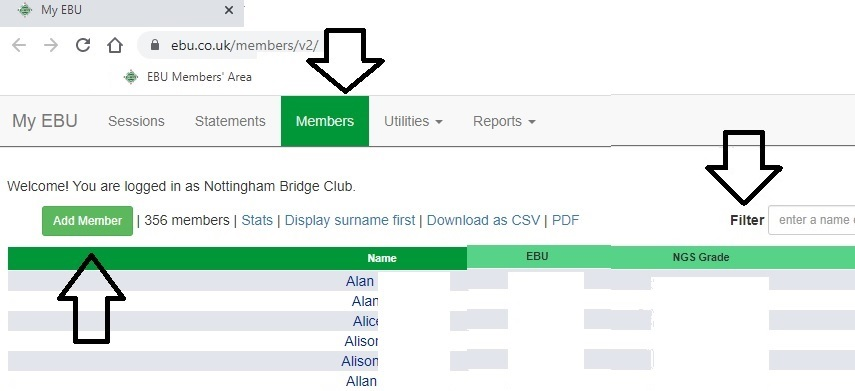 My EBU
ebu.co.uk/members/v2/
EBU Members' Area
My EBU Sessions Statements Members Utilities Reports
Welcome! You are logged in as Nottingham Bridge Club.
Add Member | 356 members | Stats | Display surname first | Download as CSV | PDF Filter enter a name
Name EBU NGS Grade
Alan
Alan
Alice
Alison
Alison
Allan